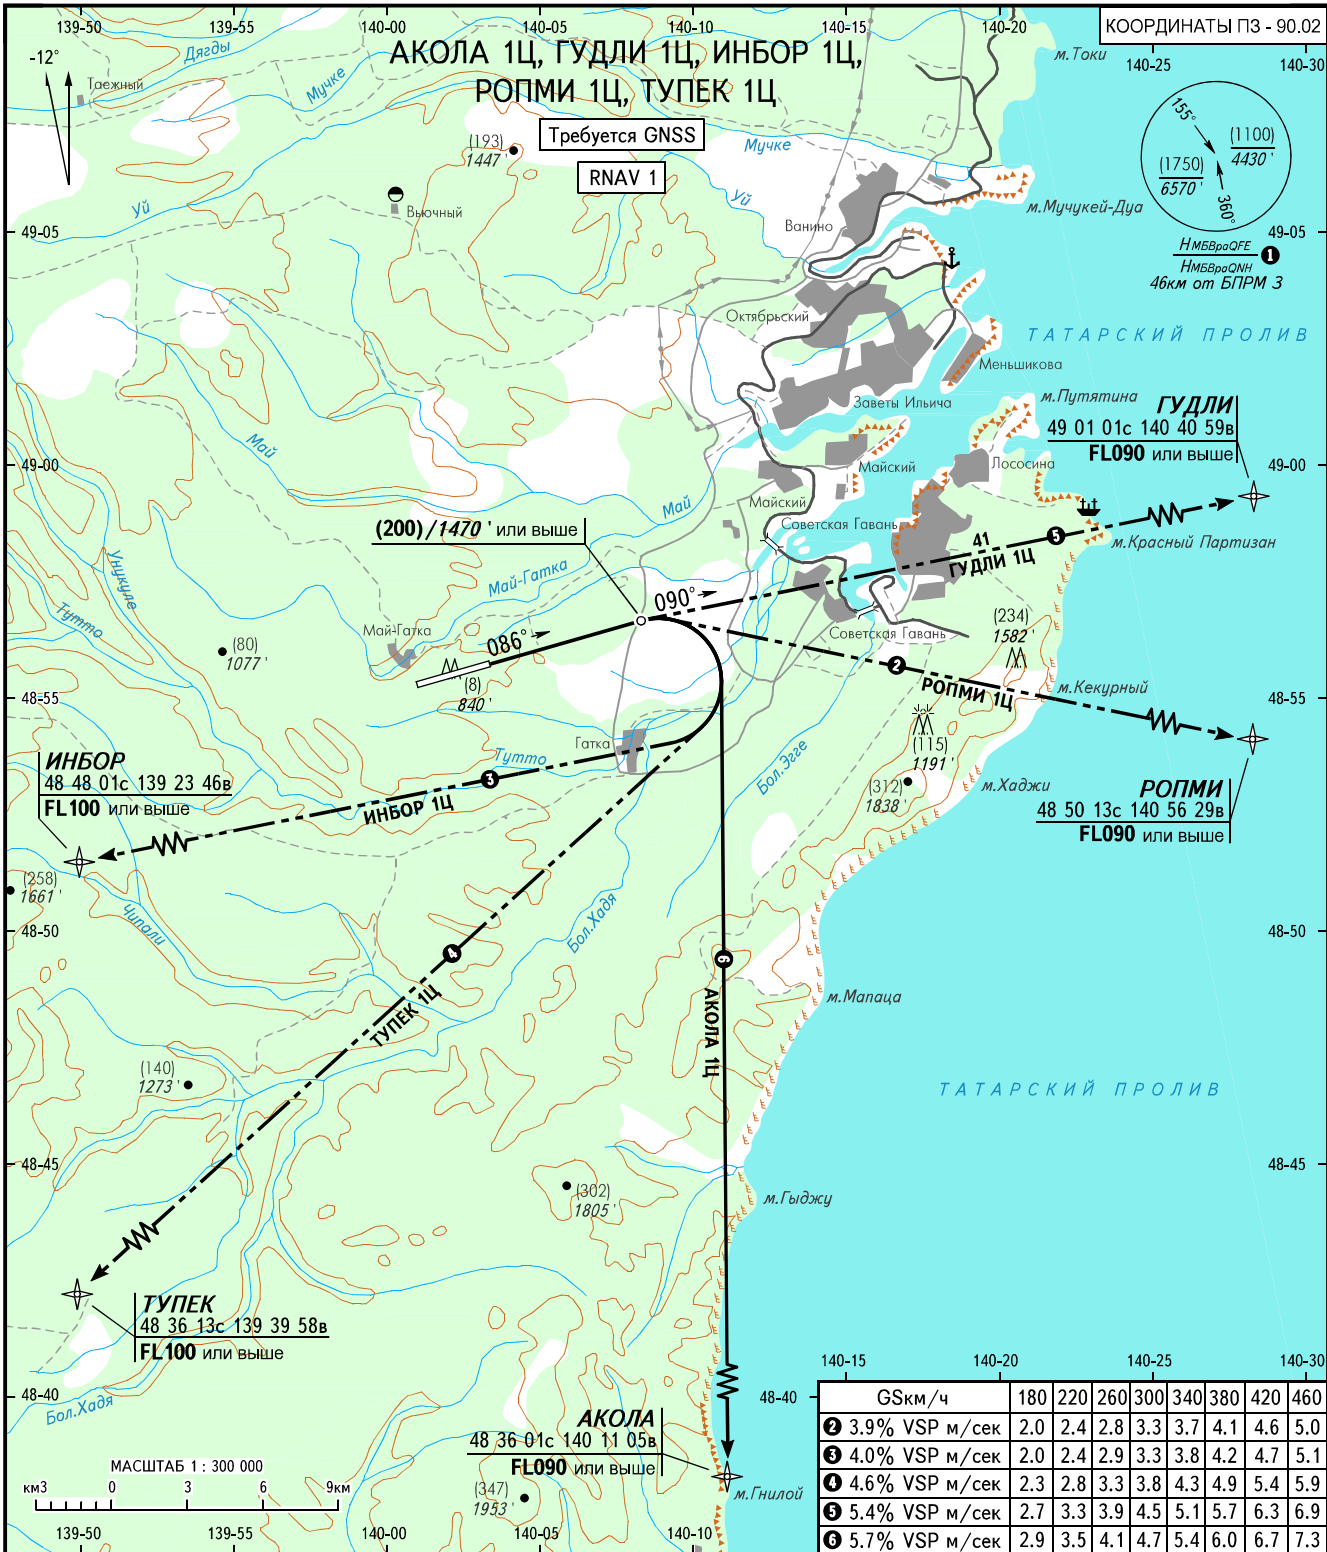 139-50
139-55
140-00
140-05
140-10
140-15
140-20
КООРДИНАТЫ ПЗ - 90.02
140-25
140-30
-12°
АКОЛА 1Ц, ГУДЛИ 1Ц, ИНБОР 1Ц,
РОПМИ 1Ц, ТУПЕК 1Ц
Требуется GNSS
RNAV 1
Дягды
Таежный
Мучке
(193)
1447 '
Мучке
м.Токи
155°
(1100)
4430 '
(1750)
6570 '
360°
Уй
Вьючный
Уй
Ванино
м.Мучукей-Дуа
49-05
49-05
НМБВраQFE
НМБВраQNH
1
46км от БПРМ 3
Октябрьский
ТАТАРСКИЙ ПРОЛИВ
Меньшикова
Заветы Ильича
м.Путятина
ГУДЛИ
49 01 01с 140 40 59в
FL090 или выше
Май
49-00
49-00
Майский
Лососина
Майский
Май
Советская Гавань
(200)/1470 ' или выше
41
5
ГУДЛИ 1Ц
м.Красный Партизан
Унукуле
Тутто
Май-Гатка
090°
Май-Гатка
086°
(80)
1077 '
(8)
840 '
Советская Гавань
(234)
1582 '
2
РОПМИ 1Ц
м.Кекурный
48-55
48-55
Гатка
Тутто
Бол.Эгге
(115)
1191 '
(312)
1838 '
м.Хаджи
РОПМИ
48 50 13с 140 56 29в
FL090 или выше
ИНБОР
48 48 01с 139 23 46в
FL100 или выше
3
ИНБОР 1Ц
(258)
1661 '
Чипали
48-50
48-50
Бол.Хадя
4
ТУПЕК 1Ц
6
АКОЛА 1Ц
м.Мапаца
(140)
1273 '
ТАТАРСКИЙ ПРОЛИВ
48-45
48-45
(302)
1805 '
м.Гыджу
ТУПЕК
48 36 13с 139 39 58в
FL100 или выше
48-40
Бол.Хадя
48-40
140-15
140-20
140-25
140-30
АКОЛА
48 36 01с 140 11 05в
FL090 или выше
(347)
1953 '
м.Гнилой
МАСШТАБ 1 : 300 000
км3 0 3 6 9км
GSкм/ч 180 220 260 300 340 380 420 460
2 3.9% VSP м/сек 2.0 2.4 2.8 3.3 3.7 4.1 4.6 5.0
3 4.0% VSP м/сек 2.0 2.4 2.9 3.3 3.8 4.2 4.7 5.1
4 4.6% VSP м/сек 2.3 2.8 3.3 3.8 4.3 4.9 5.4 5.9
5 5.4% VSP м/сек 2.7 3.3 3.9 4.5 5.1 5.7 6.3 6.9
6 5.7% VSP м/сек 2.9 3.5 4.1 4.7 5.4 6.0 6.7 7.3
139-50
139-55
140-00
140-05
140-10